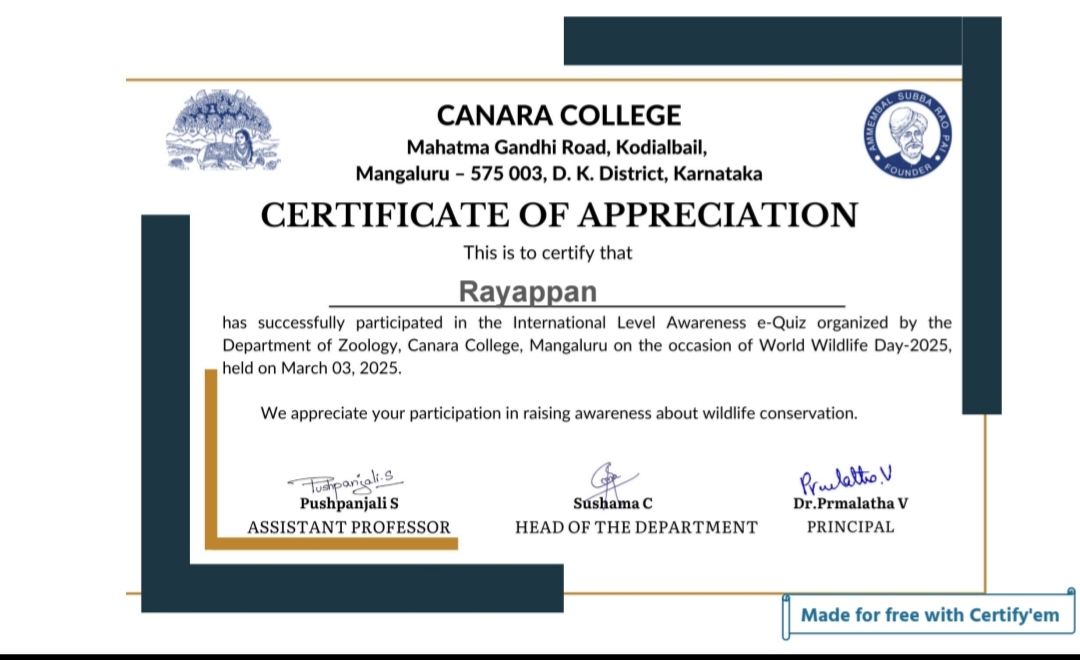 CANARA COLLEGE
Mahatma Gandhi Road, Kodialbail,
Mangaluru – 575 003, D. K. District, Karnataka
AMMEMBAL SUBBA RAO PAI
FOUNDER
CERTIFICATE OF APPRECIATION
This is to certify that
Rayappan
has successfully participated in the International Level Awareness e-Quiz organized by the
Department of Zoology, Canara College, Mangaluru on the occasion of World Wildlife Day-2025,
held on March 03, 2025.
We appreciate your participation in raising awareness about wildlife conservation.
Pushpanjali.S
Pushpanjali S
ASSISTANT PROFESSOR
Sushama C
HEAD OF THE DEPARTMENT
Prmlatha.V
Dr.Prmalatha V
PRINCIPAL
Made for free with Certify'em